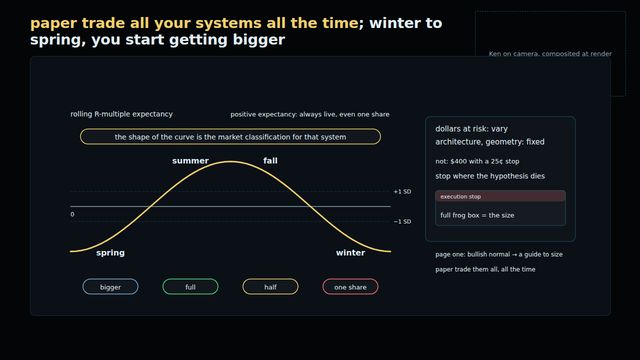 paper trade all your systems all the time; winter to
spring, you start getting bigger
Ken on camera, composited at render
rolling R-multiple expectancy
positive expectancy: always live, even one share
the shape of the curve is the market classification for that system
summer
fall
+1 SD
0
−1 SD
spring
winter
bigger
full
half
one share
dollars at risk: vary
architecture, geometry: fixed
not: $400 with a 25¢ stop
stop where the hypothesis dies
execution stop
full frog box = the size
page one: bullish normal → a guide to size
paper trade them all, all the time